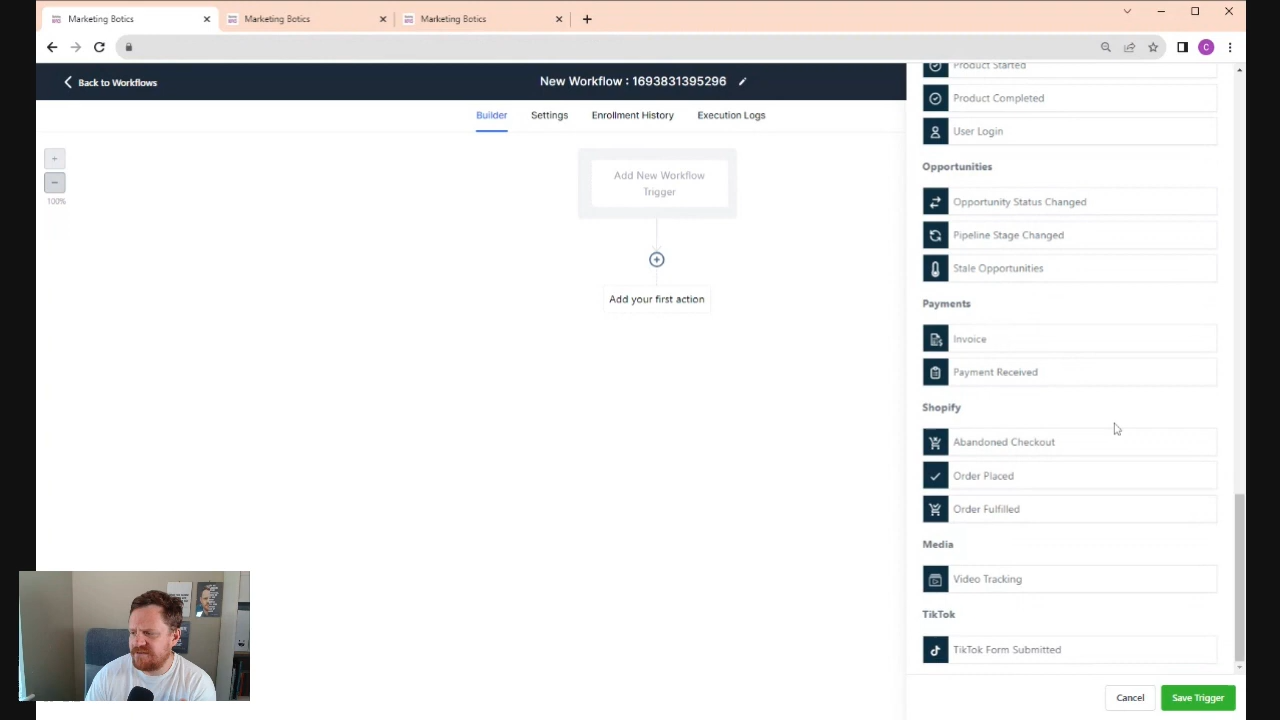 Marketing Botics
Marketing Botics
Marketing Botics
Back to Workflows
New Workflow : 1693831395296
Builder
Settings
Enrollment History
Execution Logs
100%
Add New Workflow
Trigger
Add your first action
Product Started
Product Completed
User Login
Opportunities
Opportunity Status Changed
Pipeline Stage Changed
Stale Opportunities
Payments
Invoice
Payment Received
Shopify
Abandoned Checkout
Order Placed
Order Fulfilled
Media
Video Tracking
TikTok
TikTok Form Submitted
Cancel
Save Trigger
C